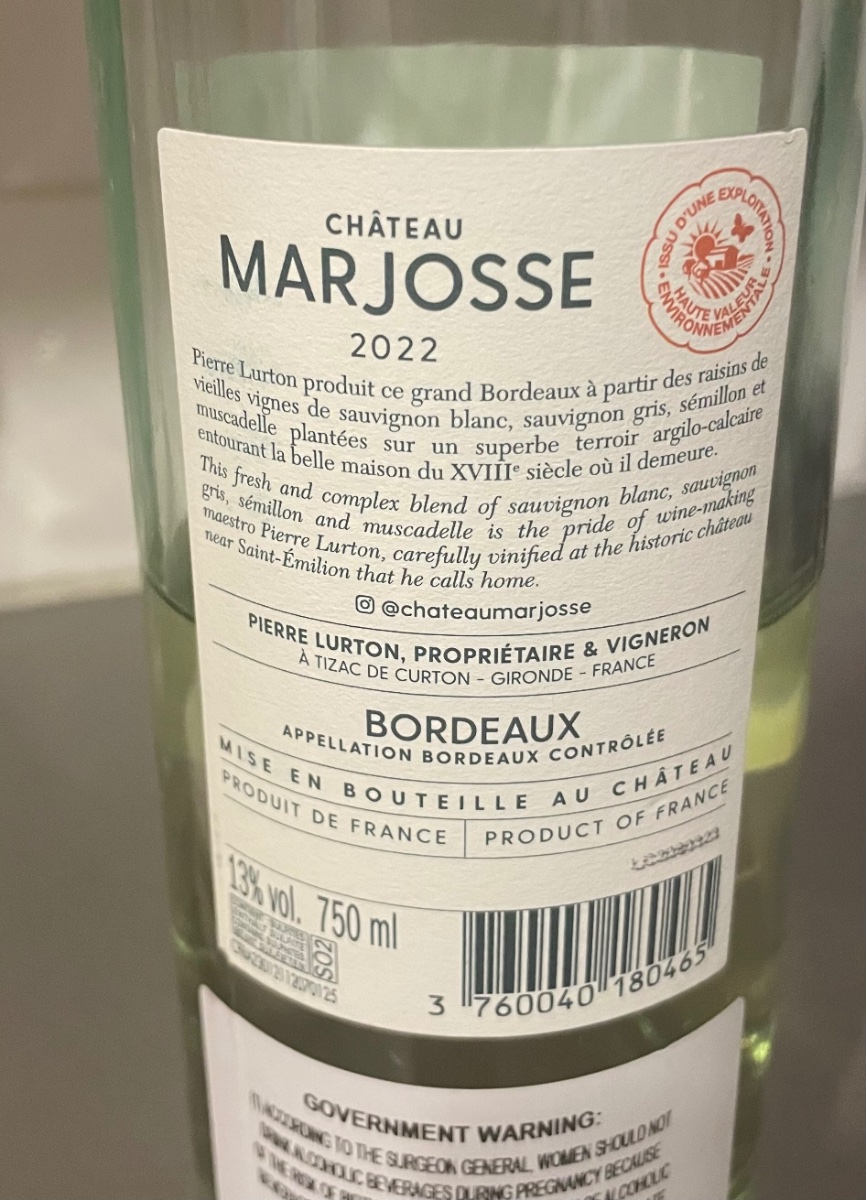 CHÂTEAU
MARJOSSE
2022
ISSU D'UNE EXPLOITATION
HAUTE VALEUR
ENVIRONNEMENTALE
Pierre Lurton produit ce grand Bordeaux à partir des raisins de
vieilles vignes de sauvignon blanc, sauvignon gris, sémillon et
muscadelle plantées sur un superbe terroir argilo-calcaire
entourant la belle maison du XVIIIe siècle où il demeure.
This fresh and complex blend of sauvignon blanc, sauvignon
gris, sémillon and muscadelle is the pride of wine-making
maestro Pierre Lurton, carefully vinified at the historic château
near Saint-Émilion that he calls home.
@chateaumarjosse
PIERRE LURTON, PROPRIÉTAIRE & VIGNERON
À TIZAC DE CURTON - GIRONDE - FRANCE
BORDEAUX
APPELLATION BORDEAUX CONTRÔLÉE
MISE EN BOUTEILLE AU CHÂTEAU
PRODUIT DE FRANCE PRODUCT OF FRANCE
13% vol. 750 ml
SO2
3 760040 180465
GOVERNMENT WARNING:
ACCORDING TO THE SURGEON GENERAL, WOMEN SHOULD NOT
DRINK ALCOHOLIC BEVERAGES DURING PREGNANCY BECAUSE
OF THE RISK OF ALCOHOLIC